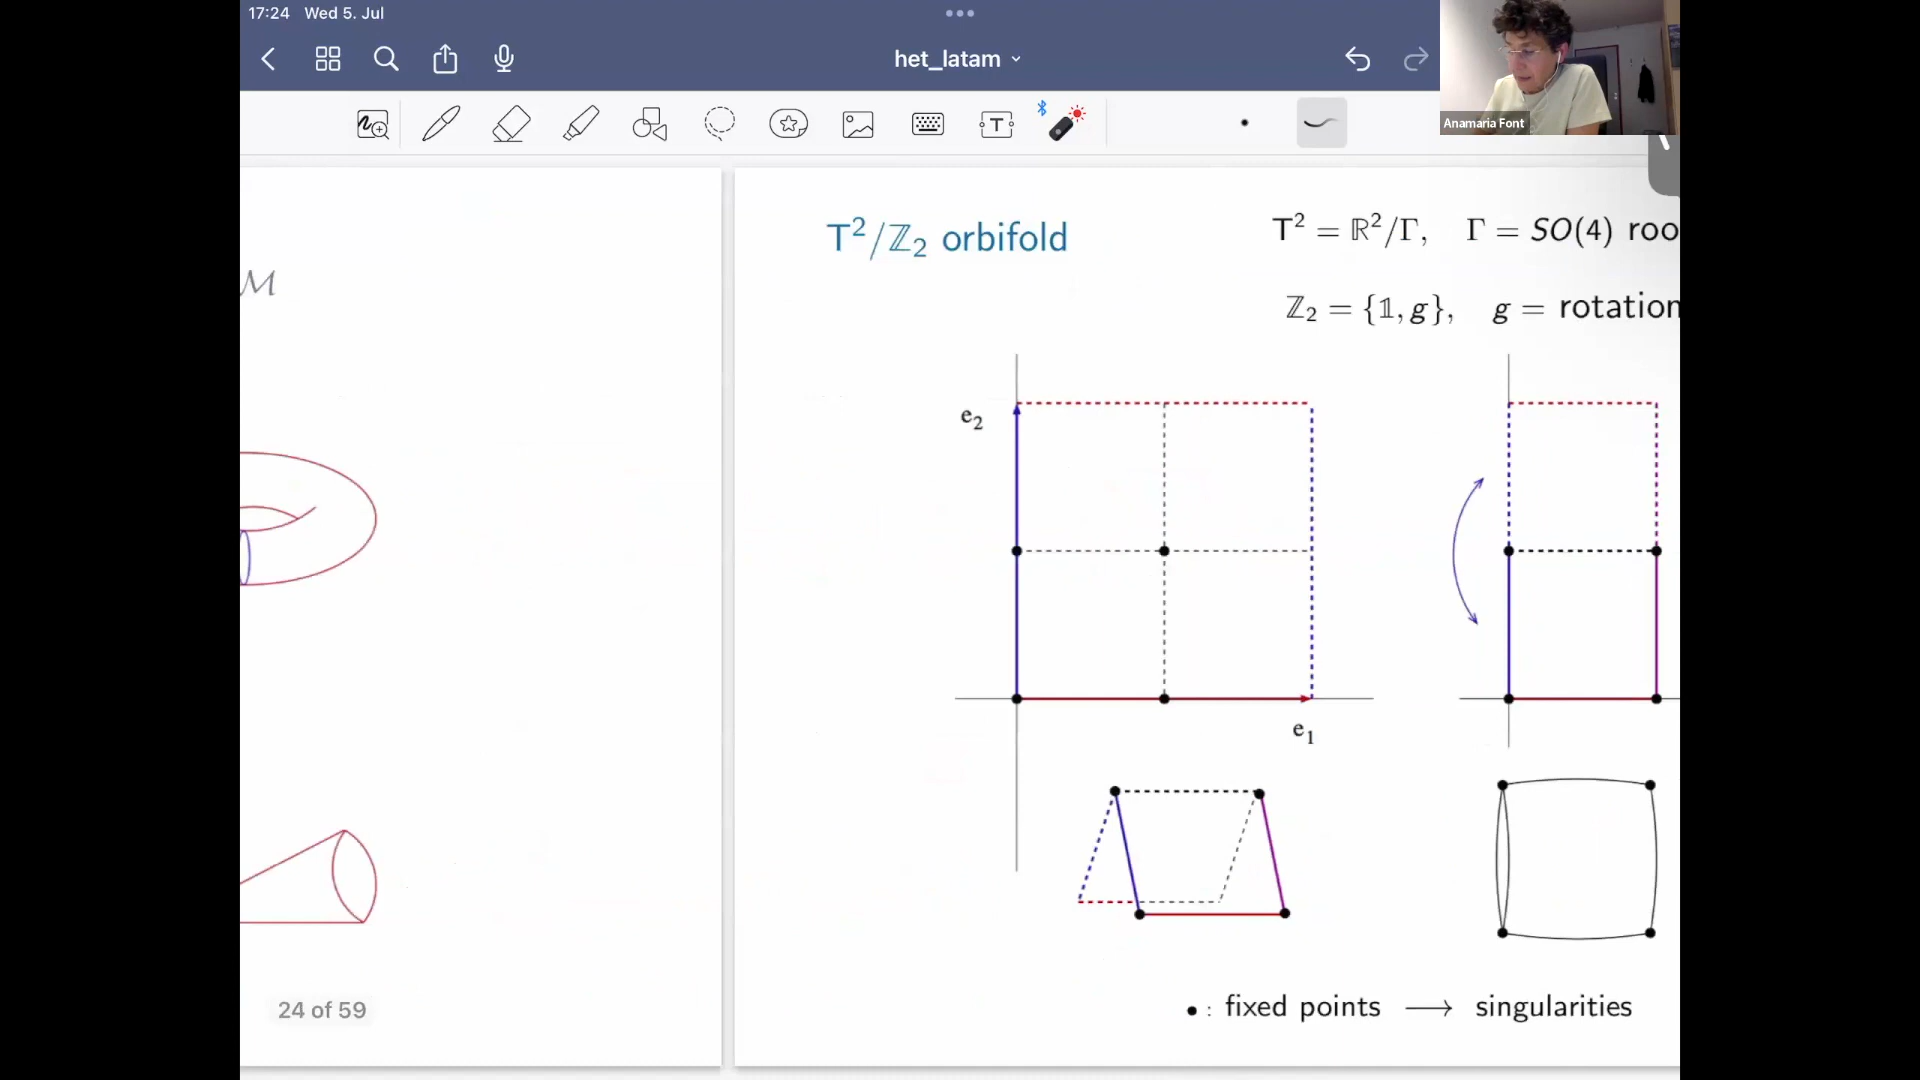 17:24 Wed 5. Jul
het_latam
Anamaria Font
T
ℳ
T²/ℤ₂ orbifold
T² = ℝ²/Γ, Γ = SO(4) roo
ℤ₂ = {𝟙, g}, g = rotation
e₂
e₁
• : fixed points ⟶ singularities
24 of 59